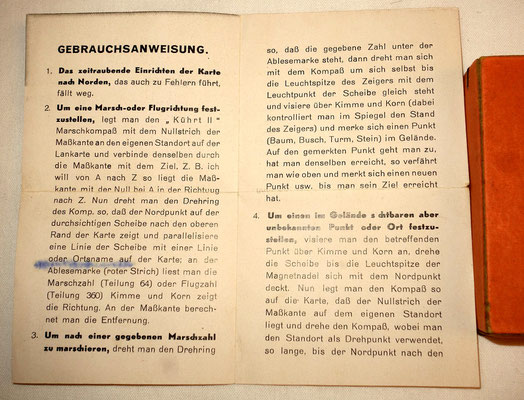 GEBRAUCHSANWEISUNG.
1. Das zeitraubende Einrichten der Karte
nach Norden, das auch zu Fehlern führt,
fällt weg.
2. Um eine Marsch-oder Flugrichtung fest-
zustellen, legt man den „Kührt II"
Marschkompaß mit dem Nullstrich der
Maßkante an den eigenen Standort auf der
Lankarte und verbinde denselben durch
die Maßkante mit dem Ziel, Z. B. ich
will von A nach Z so liegt die Maß-
kante mit der Null bei A in der Richtung
nach Z. Nun dreht man den Drehring
des Komp. so, daß der Nordpunkt auf der
durchsichtigen Scheibe nach den oberen
Rand der Karte zeigt und parallelisiere
eine Linie der Scheibe mit einer Linie
oder Ortsname auf der Karte; an der
Ablesemarke (roter Strich) liest man die
Marschzahl (Teilung 64) oder Flugzahl
(Teilung 360) Kimme und Korn zeigt
die Richtung. An der Maßkante berech-
net man die Entfernung.
3. Um nach einer gegebenen Marschzahl
zu marschieren, dreht man den Drehring
so, daß die gegebene Zahl unter der
Ablesemarke steht, dann dreht man sich
mit dem Kompaß um sich selbst bis
die Leuchtspitze des Zeigers mit dem
Leuchtpunkt der Scheibe gleich steht
und visiere über Kimme und Korn (dabei
kontrolliert man im Spiegel den Stand
des Zeigers) und merke sich einen Punkt
(Baum, Busch, Turm, Stein) im Gelände.
Auf den gemerkten Punkt geht man zu,
hat man denselben erreicht, so verfährt
man wie oben und merkt sich einen neuen
Punkt usw. bis man sein Ziel erreicht
hat.
4. Um einen im Gelände s chtbaren aber
unbekannten Punkt oder Ort festzu-
stellen, visiere man den betreffenden
Punkt über Kimme und Korn an, drehe
die Scheibe bis die Leuchtspitze der
Magnetnadel sich mit dem Nordpunkt
deckt. Nun legt man den Kompaß so
auf die Karte, daß der Nullstrich der
Maßkante auf dem eigenen Standort
liegt und drehe den Kompaß, wobei man
den Standort als Drehpunkt verwendet,
so lange, bis der Nordpunkt nach den